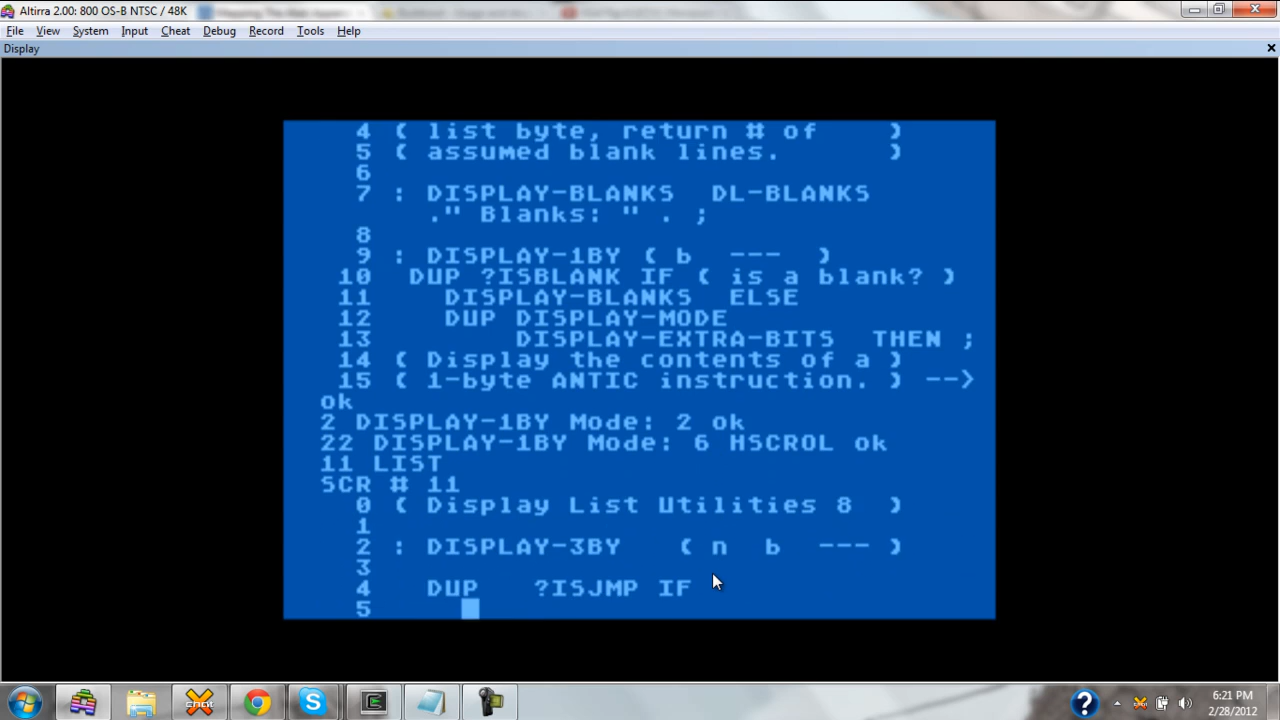 Altirra 2.00: 800 OS-B NTSC / 48K
File View System Input Cheat Debug Record Tools Help
Display
4 ( list byte, return # of )
5 ( assumed blank lines. )
6
7 : DISPLAY-BLANKS DL-BLANKS
." Blanks: " . ;
8
9 : DISPLAY-1BY ( b --- )
10 DUP ?ISBLANK IF ( is a blank? )
11 DISPLAY-BLANKS ELSE
12 DUP DISPLAY-MODE
13 DISPLAY-EXTRA-BITS THEN ;
14 ( Display the contents of a )
15 ( 1-byte ANTIC instruction. ) -->
ok
2 DISPLAY-1BY Mode: 2 ok
22 DISPLAY-1BY Mode: 6 HSCROL ok
11 LIST
SCR # 11
0 ( Display List Utilities 8 )
1
2 : DISPLAY-3BY ( n b --- )
3
4 DUP ?ISJMP IF
5
6:21 PM
2/28/2012